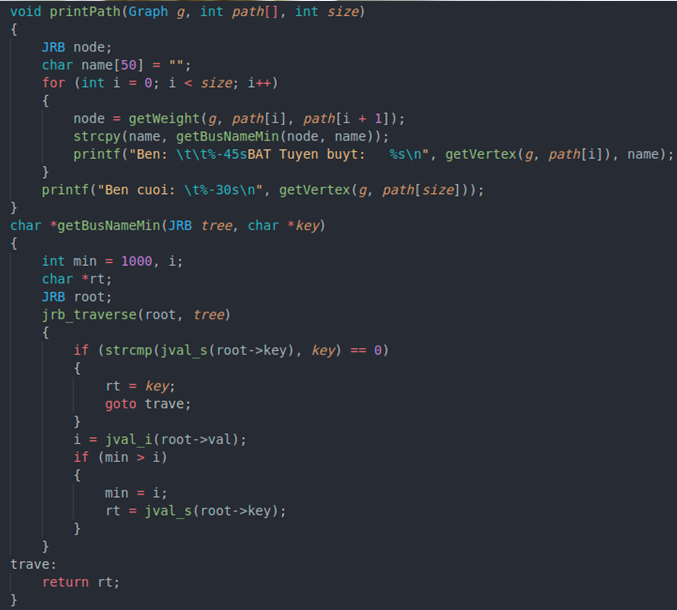 void printPath(Graph g, int path[], int size)
{
    JRB node;
    char name[50] = "";
    for (int i = 0; i < size; i++)
    {
        node = getWeight(g, path[i], path[i + 1]);
        strcpy(name, getBusNameMin(node, name));
        printf("Ben: \t\t%-45sBAT Tuyen buyt:   %s\n", getVertex(g, path[i]), name);
    }
    printf("Ben cuoi: \t%-30s\n", getVertex(g, path[size]));
}
char *getBusNameMin(JRB tree, char *key)
{
    int min = 1000, i;
    char *rt;
    JRB root;
    jrb_traverse(root, tree)
    {
        if (strcmp(jval_s(root->key), key) == 0)
        {
            rt = key;
            goto trave;
        }
        i = jval_i(root->val);
        if (min > i)
        {
            min = i;
            rt = jval_s(root->key);
        }
    }
trave:
    return rt;
}